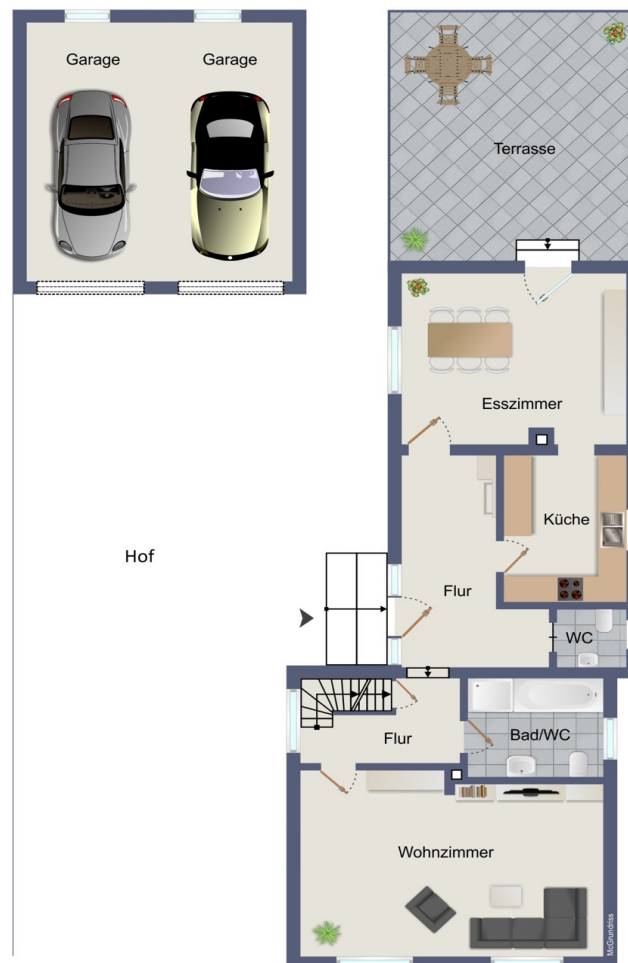 Garage
Garage
Terrasse
Esszimmer
Küche
Hof
Flur
WC
Flur
Bad/WC
Wohnzimmer
McGrundriss